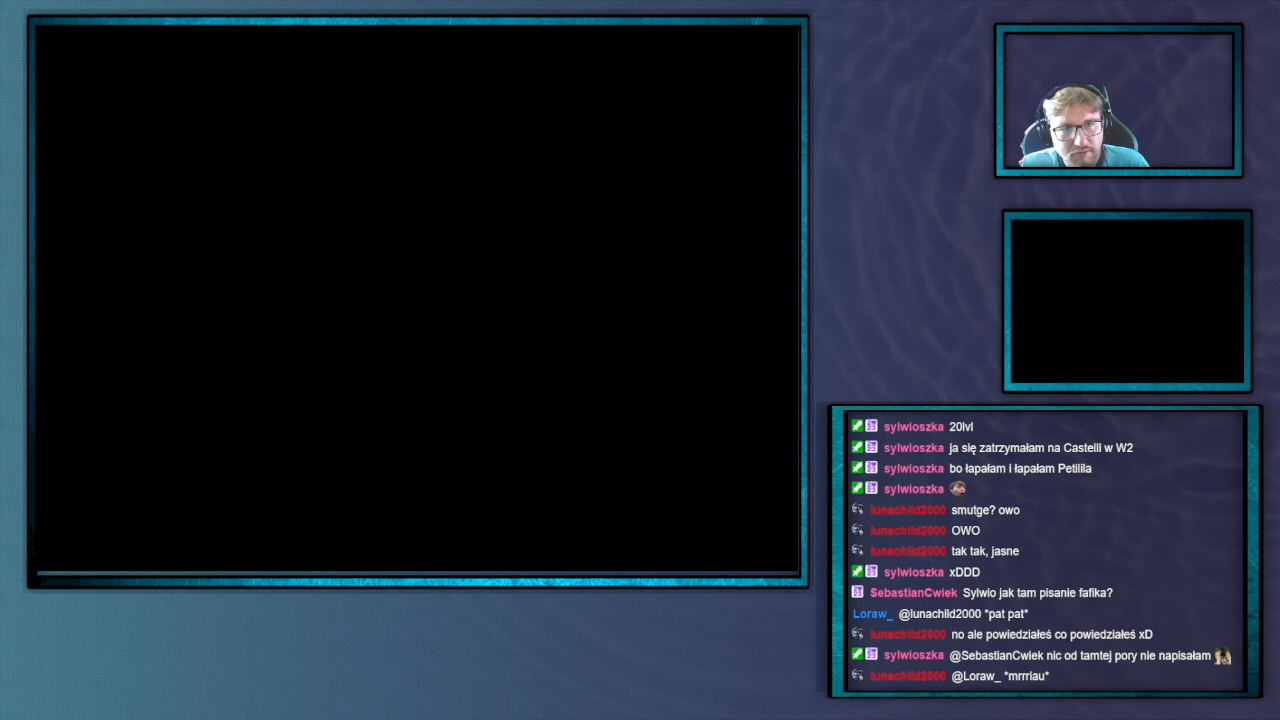 sylwioszka 20lvl
sylwioszka ja się zatrzymałam na Castelli w W2
sylwioszka bo łapałam i łapałam Petilila
sylwioszka
lunachild2000 smutge? owo
lunachild2000 OWO
lunachild2000 tak tak, jasne
sylwioszka xDDD
SebastianCwiek Sylwio jak tam pisanie fafika?
Loraw_ @lunachild2000 *pat pat*
lunachild2000 no ale powiedziałeś co powiedziałeś xD
sylwioszka @SebastianCwiek nic od tamtej pory nie napisałam
lunachild2000 @Loraw_ *mrrriau*